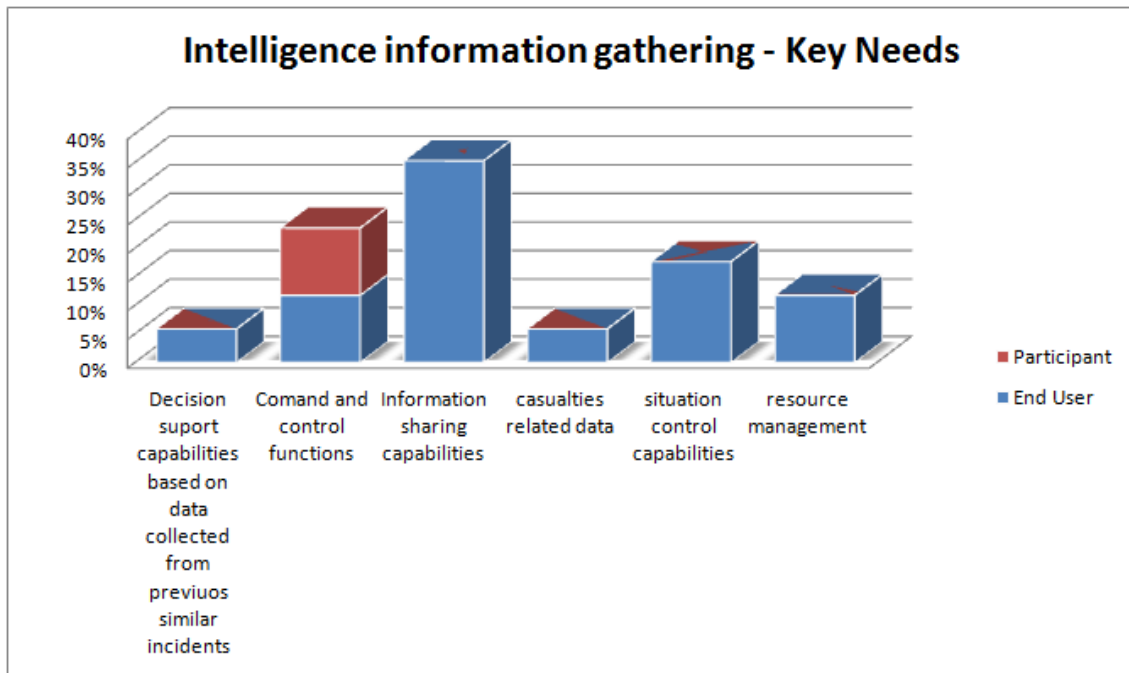 Intelligence information gathering - Key Needs
40%
35%
30%
25%
20%
15%
10%
5%
0%
Decision
suport
capabilities
based on
data
collected
from
previuos
similar
incidents
Comand and
control
functions
Information
sharing
capabilities
casualties
related data
situation
control
capabilities
resource
management
Participant
End User